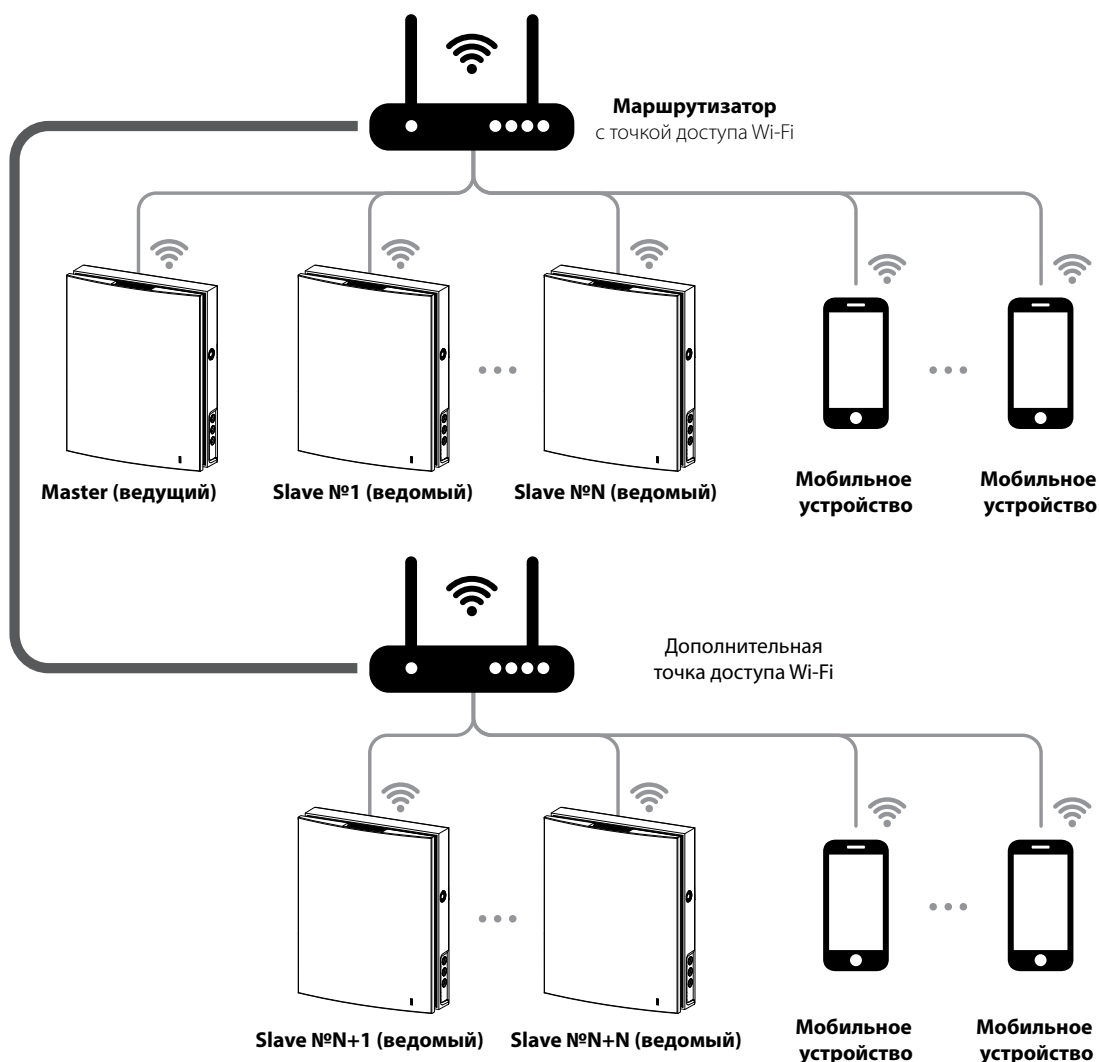 Маршрутизатор
с точкой доступа Wi-Fi
Master (ведущий)
Slave №1 (ведомый)
Slave №N (ведомый)
Мобильное
устройство
Мобильное
устройство
Дополнительная
точка доступа Wi-Fi
Slave №N+1 (ведомый)
Slave №N+N (ведомый)
Мобильное
устройство
Мобильное
устройство